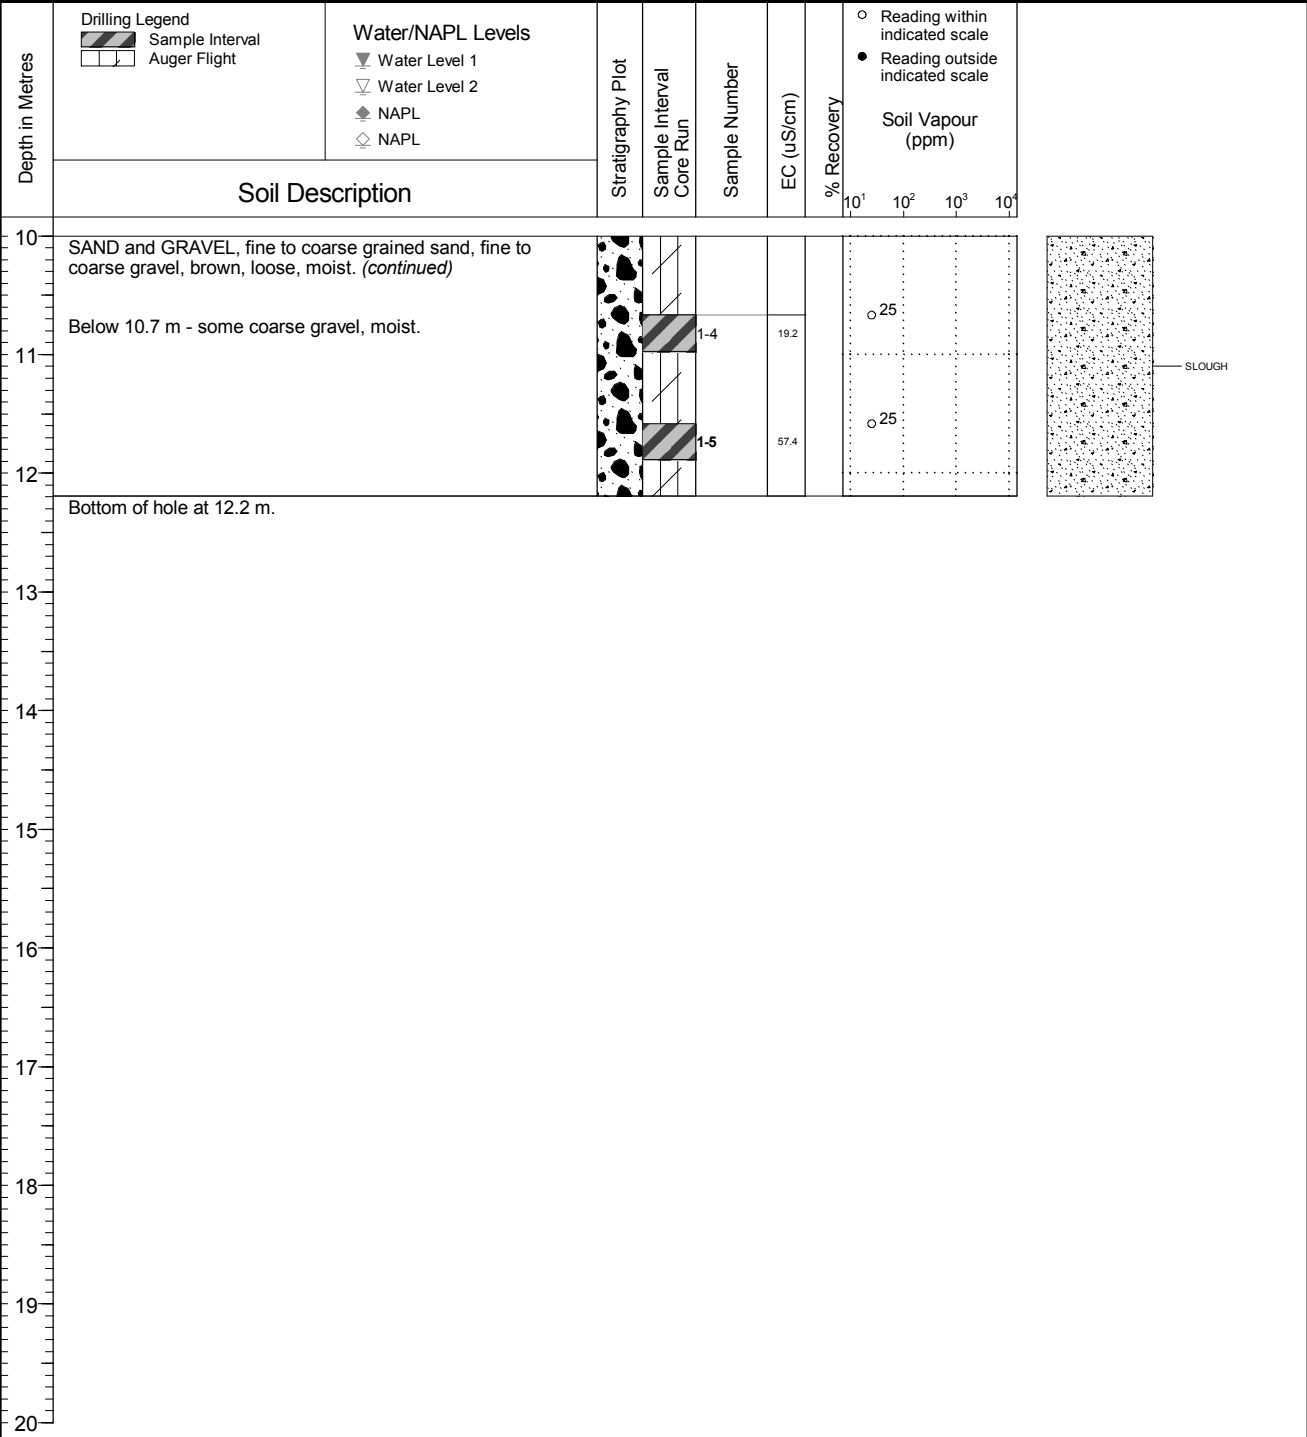 Depth in Metres
Drilling Legend
Sample Interval
Auger Flight
Water/NAPL Levels
Water Level 1
Water Level 2
NAPL
NAPL
Soil Description
Stratigraphy Plot
Sample Interval
Core Run
Sample Number
EC (uS/cm)
% Recovery
Reading within
indicated scale
Reading outside
indicated scale
Soil Vapour
(ppm)
10¹ 10² 10³ 10⁴
10
SAND and GRAVEL, fine to coarse grained sand, fine to
coarse gravel, brown, loose, moist. (continued)
25
Below 10.7 m - some coarse gravel, moist.
1-4 19.2
11
SLOUGH
25
1-5 57.4
12
Bottom of hole at 12.2 m.
13
14
15
16
17
18
19
20